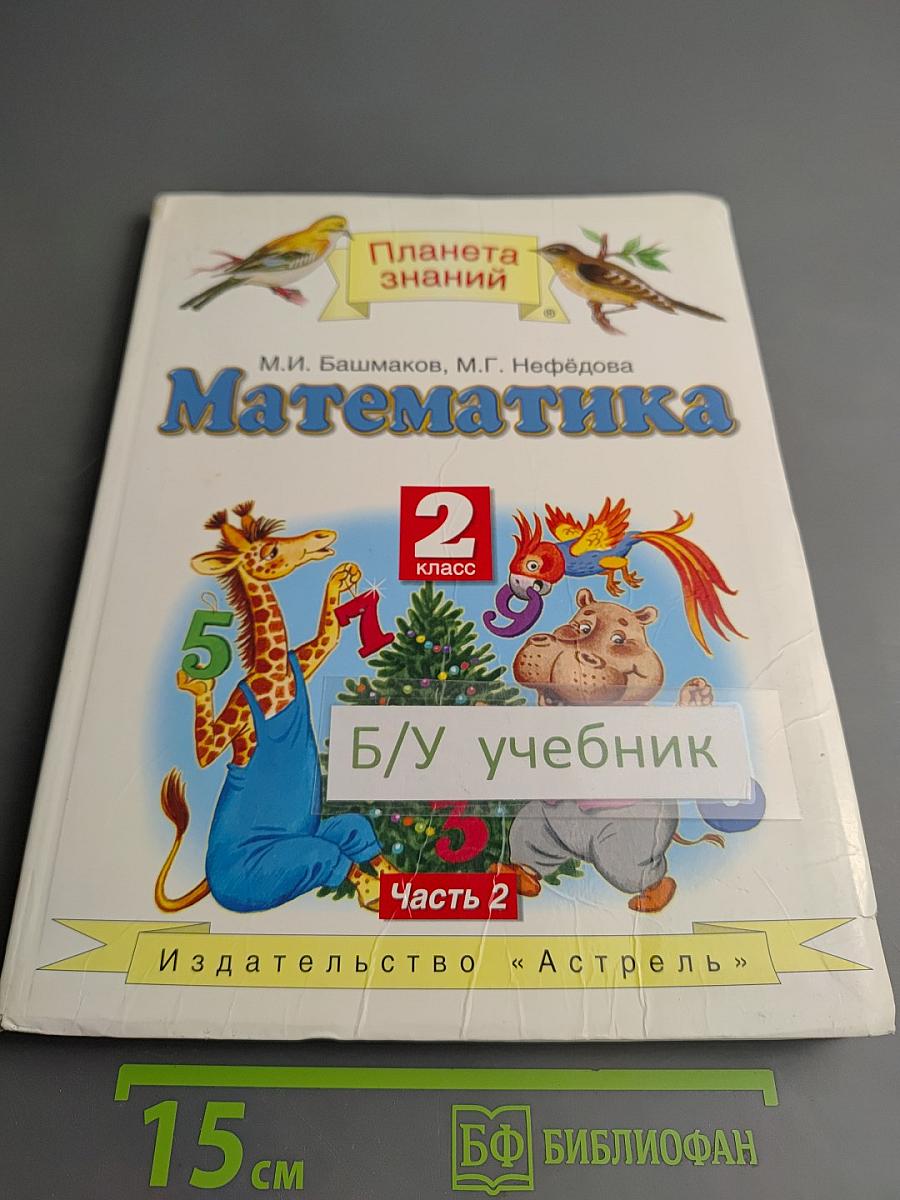 Планета
знаний
®
М.И. Башмаков, М.Г. Нефёдова
Математика
2
класс
5
7
9
Б/У учебник
3
Часть 2
Издательство «Астрель»
15 см
БФ БИБЛИОФАН